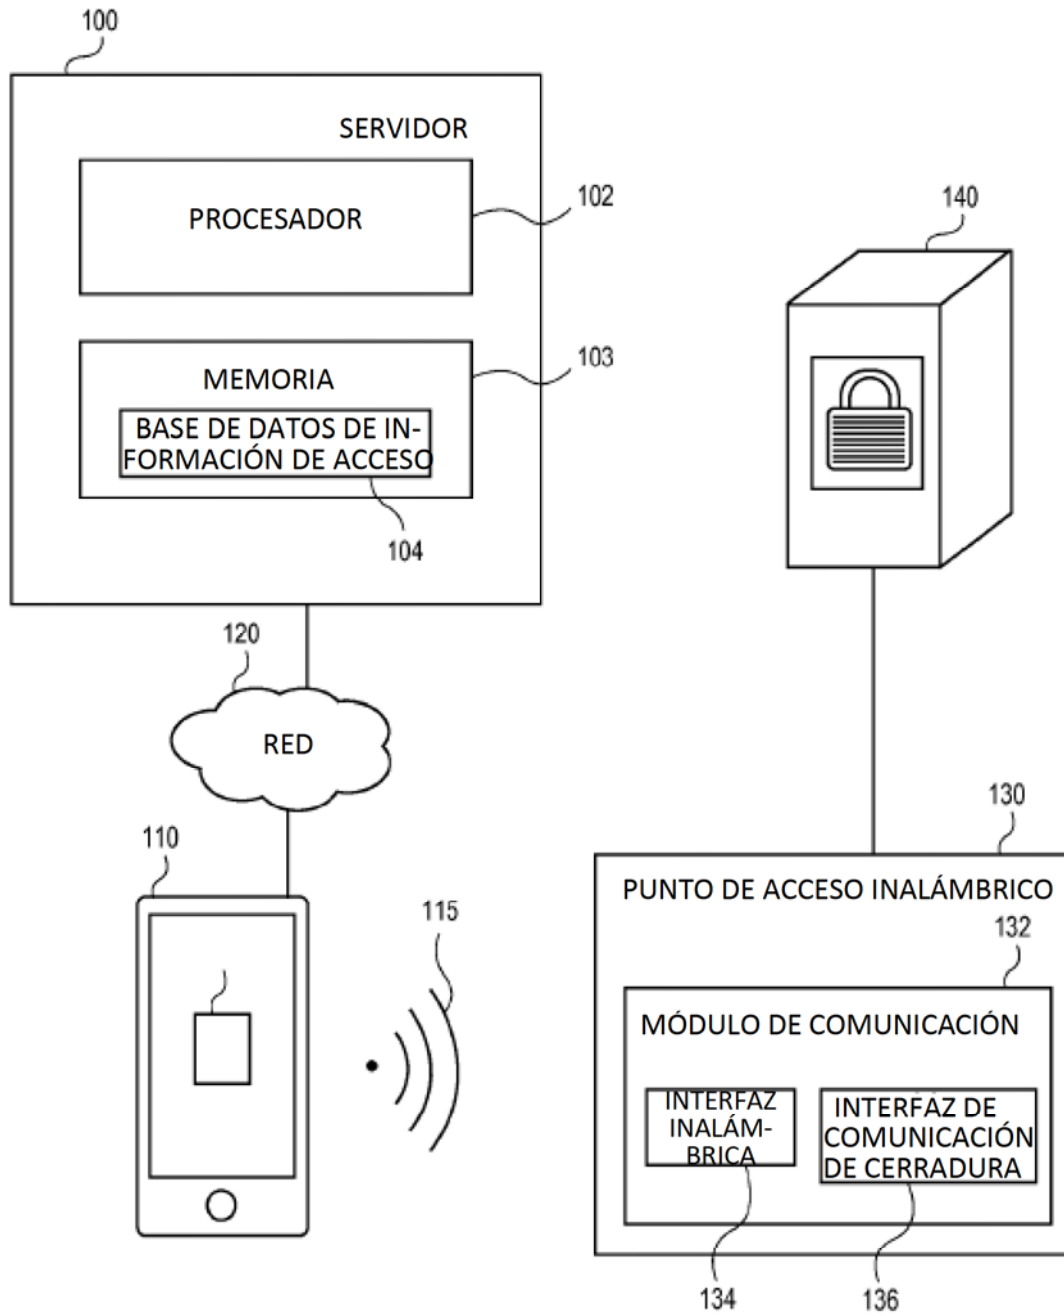 100
SERVIDOR
PROCESADOR
102
MEMORIA
103
BASE DE DATOS DE IN-
FORMACIÓN DE ACCESO
104
140
120
RED
110
115
130
PUNTO DE ACCESO INALÁMBRICO
132
MÓDULO DE COMUNICACIÓN
INTERFAZ
INALÁM-
BRICA
INTERFAZ DE
COMUNICACIÓN
DE CERRADURA
134
136